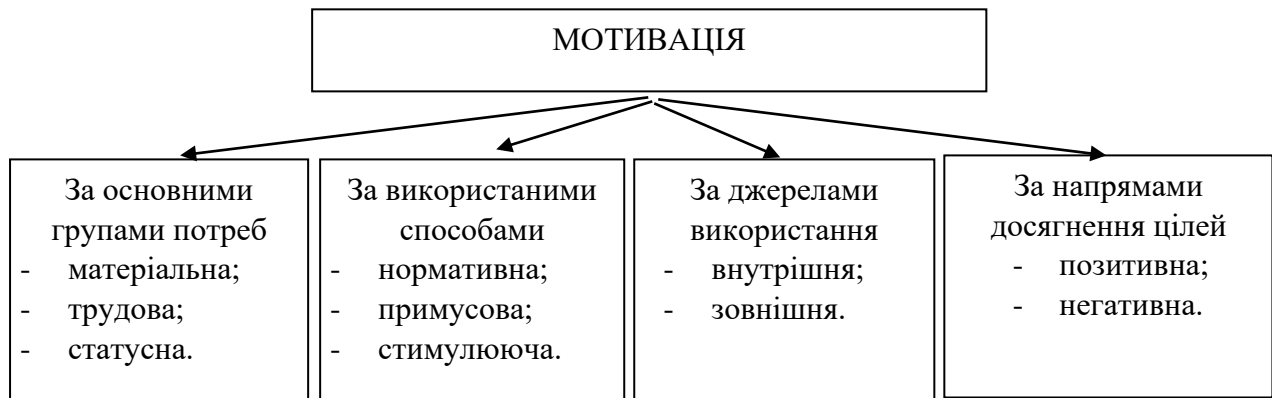 МОТИВАЦІЯ
За основними
групами потреб
- матеріальна;
- трудова;
- статусна.
За використаними
способами
- нормативна;
- примусова;
- стимулююча.
За джерелами
використання
- внутрішня;
- зовнішня.
За напрямами
досягнення цілей
- позитивна;
- негативна.